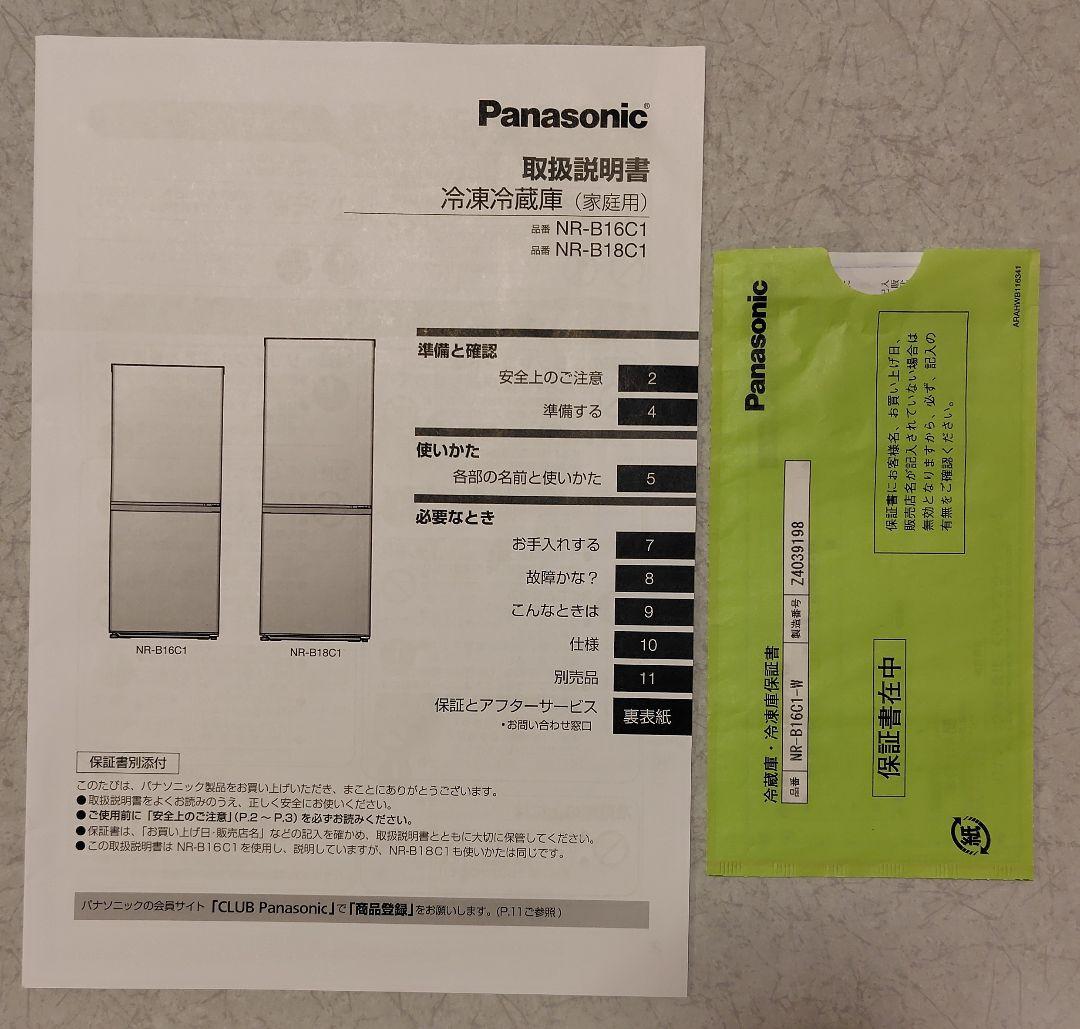 Panasonic®
取扱説明書
冷凍冷蔵庫（家庭用）
品番 NR-B16C1
品番 NR-B18C1
準備と確認
安全上のご注意 2
準備する 4
使いかた
各部の名前と使いかた 5
必要なとき
お手入れする 7
故障かな？ 8
こんなときは 9
仕様 10
別売品 11
保証とアフターサービス 裏表紙
・お問い合わせ窓口
NR-B16C1
NR-B18C1
保証書別添付
このたびは、パナソニック製品をお買い上げいただき、まことにありがとうございます。
●取扱説明書をよくお読みのうえ、正しく安全にお使いください。
●ご使用前に「安全上のご注意」(P.2～P.3)を必ずお読みください。
●保証書は、「お買い上げ日・販売店名」などの記入を確かめ、取扱説明書とともに大切に保管してください。
●この取扱説明書はNR-B16C1を使用し、説明していますが、NR-B18C1も使いかたは同じです。
パナソニックの会員サイト「CLUB Panasonic」で「商品登録」をお願いします。(P.11ご参照)
Panasonic
冷蔵庫・冷凍庫保証書
品番 NR-B16C1-W 製造番号 Z4039198
保証書在中
保証書にお客様名、お買い上げ日、
販売店名が記入されていない場合は
無効となりますから、必ず、記入の
有無をご確認ください。
ARAHWB116341
紙